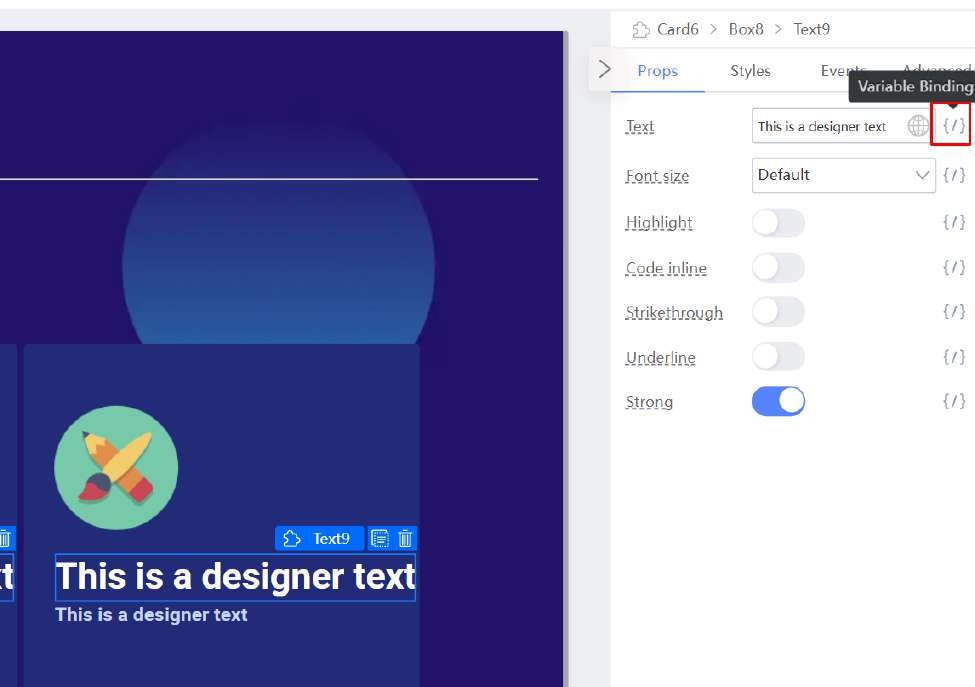 Card6 > Box8 > Text9
Props Styles Events Advanced
Variable Binding
Text This is a designer text {/}
Font size Default {/}
Highlight {/}
Code inline {/}
Strikethrough {/}
Underline {/}
Strong {/}
Text9
t This is a designer text
This is a designer text